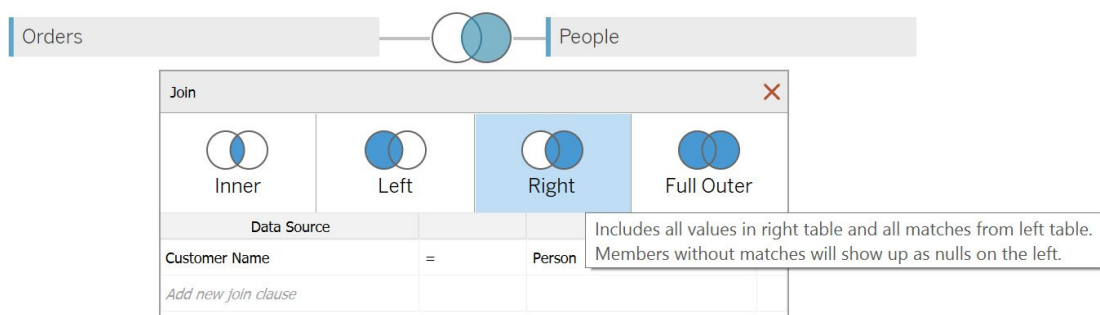 Orders
People
Join
Inner
Left
Right
Full Outer
Data Source
Includes all values in right table and all matches from left table.
Members without matches will show up as nulls on the left.
Customer Name = Person
Add new join clause